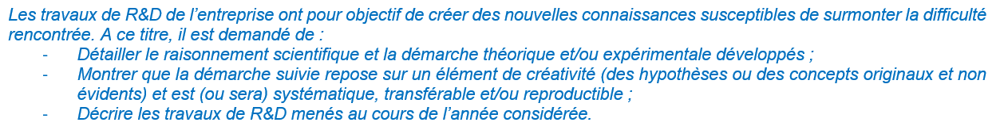 Les travaux de R&D de l’entreprise ont pour objectif de créer des nouvelles connaissances susceptibles de surmonter la difficulté
rencontrée. A ce titre, il est demandé de :
- Détailler le raisonnement scientifique et la démarche théorique et/ou expérimentale développés ;
- Montrer que la démarche suivie repose sur un élément de créativité (des hypothèses ou des concepts originaux et non
évidents) et est (ou sera) systématique, transférable et/ou reproductible ;
- Décrire les travaux de R&D menés au cours de l’année considérée.